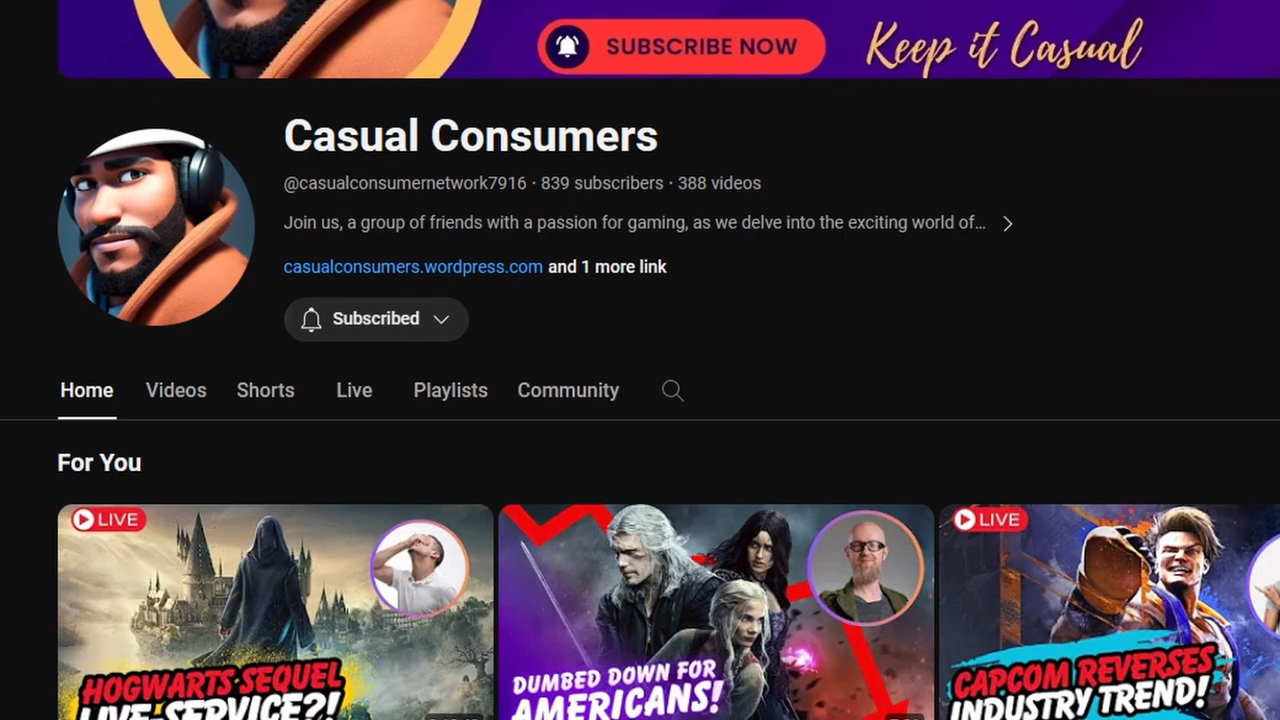 SUBSCRIBE NOW
Keep it Casual
Casual Consumers
@casualconsumernetwork7916 · 839 subscribers · 388 videos
Join us, a group of friends with a passion for gaming, as we delve into the exciting world of…
casualconsumers.wordpress.com and 1 more link
Subscribed
Home Videos Shorts Live Playlists Community
For You
LIVE
HOGWARTS SEQUEL
LIVE-SERVICE?!
DUMBED DOWN FOR
AMERICANS!
LIVE
CAPCOM REVERSES
INDUSTRY TREND!